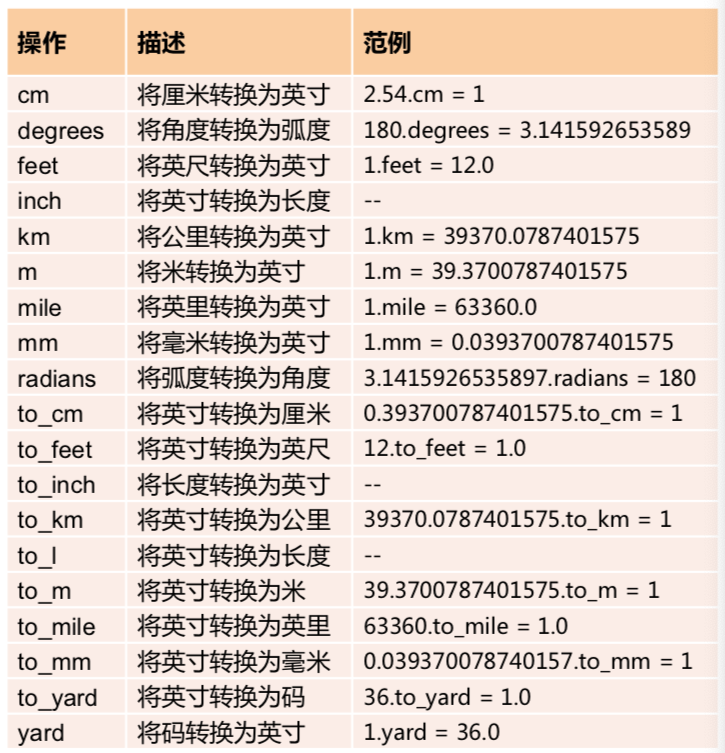 操作 描述 范例
cm 将厘米转换为英寸 2.54.cm = 1
degrees 将角度转换为弧度 180.degrees = 3.141592653589
feet 将英尺转换为英寸 1.feet = 12.0
inch 将英寸转换为长度 --
km 将公里转换为英寸 1.km = 39370.0787401575
m 将米转换为英寸 1.m = 39.3700787401575
mile 将英里转换为英寸 1.mile = 63360.0
mm 将毫米转换为英寸 1.mm = 0.0393700787401575
radians 将弧度转换为角度 3.1415926535897.radians = 180
to_cm 将英寸转换为厘米 0.393700787401575.to_cm = 1
to_feet 将英寸转换为英尺 12.to_feet = 1.0
to_inch 将长度转换为英寸 --
to_km 将英寸转换为公里 39370.0787401575.to_km = 1
to_l 将英寸转换为长度 --
to_m 将英寸转换为米 39.3700787401575.to_m = 1
to_mile 将英寸转换为英里 63360.to_mile = 1.0
to_mm 将英寸转换为毫米 0.039370078740157.to_mm = 1
to_yard 将英寸转换为码 36.to_yard = 1.0
yard 将码转换为英寸 1.yard = 36.0